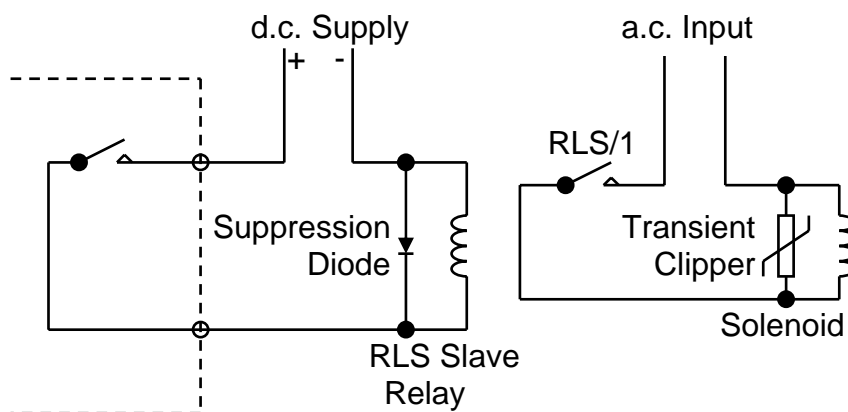 d.c. Supply
+ -
a.c. Input
RLS/1
Suppression
Diode
Transient
Clipper
Solenoid
RLS Slave
Relay